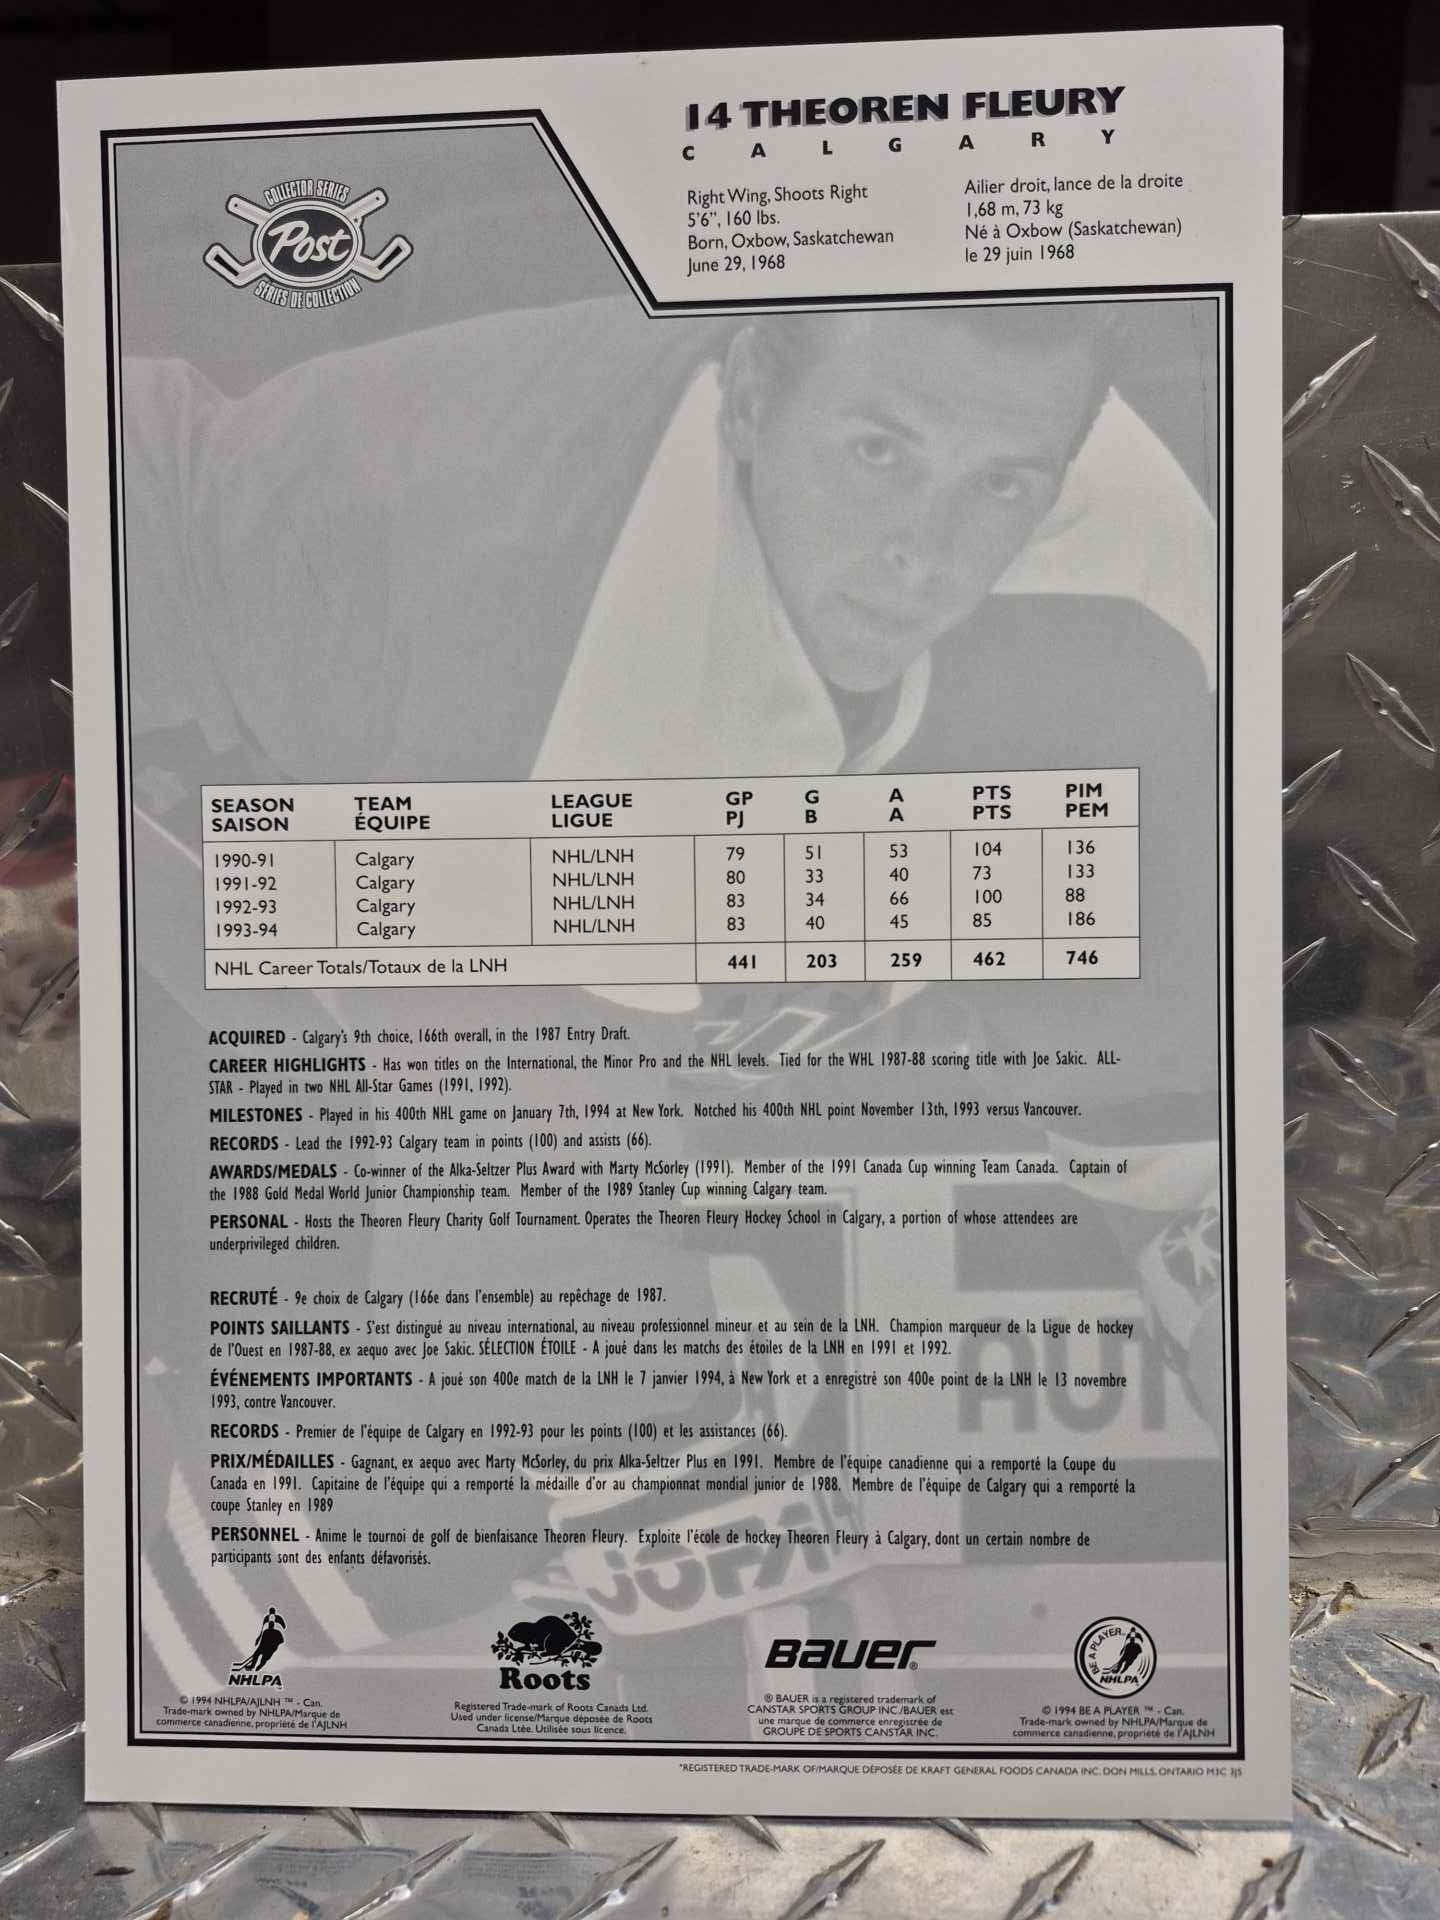 14 THEOREN FLEURY
CALGARY
Right Wing, Shoots Right
5'6", 160 lbs.
Born, Oxbow, Saskatchewan
June 29, 1968
Ailier droit, lance de la droite
1,68 m, 73 kg
Né à Oxbow (Saskatchewan)
le 29 juin 1968
COLLECTOR SERIES
Post
SÉRIES DE COLLECTION
SEASON TEAM LEAGUE GP G A PTS PIM
SAISON ÉQUIPE LIGUE PJ B A PTS PEM
1990-91 Calgary NHL/LNH 79 51 53 104 136
1991-92 Calgary NHL/LNH 80 33 40 73 133
1992-93 Calgary NHL/LNH 83 34 66 100 88
1993-94 Calgary NHL/LNH 83 40 45 85 186
NHL Career Totals/Totaux de la LNH 441 203 259 462 746
ACQUIRED - Calgary's 9th choice, 166th overall, in the 1987 Entry Draft.
CAREER HIGHLIGHTS - Has won titles on the International, the Minor Pro and the NHL levels. Tied for the WHL 1987-88 scoring title with Joe Sakic. ALL-
STAR - Played in two NHL All-Star Games (1991, 1992).
MILESTONES - Played in his 400th NHL game on January 7th, 1994 at New York. Notched his 400th NHL point November 13th, 1993 versus Vancouver.
RECORDS - Lead the 1992-93 Calgary team in points (100) and assists (66).
AWARDS/MEDALS - Co-winner of the Alka-Seltzer Plus Award with Marty McSorley (1991). Member of the 1991 Canada Cup winning Team Canada. Captain of
the 1988 Gold Medal World Junior Championship team. Member of the 1989 Stanley Cup winning Calgary team.
PERSONAL - Hosts the Theoren Fleury Charity Golf Tournament. Operates the Theoren Fleury Hockey School in Calgary, a portion of whose attendees are
underprivileged children.
RECRUTÉ - 9e choix de Calgary (166e dans l'ensemble) au repêchage de 1987.
POINTS SAILLANTS - S'est distingué au niveau international, au niveau professionnel mineur et au sein de la LNH. Champion marqueur de la Ligue de hockey
de l'Ouest en 1987-88, ex aequo avec Joe Sakic. SÉLECTION ÉTOILE - A joué dans les matchs des étoiles de la LNH en 1991 et 1992.
ÉVÉNEMENTS IMPORTANTS - A joué son 400e match de la LNH le 7 janvier 1994, à New York et a enregistré son 400e point de la LNH le 13 novembre
1993, contre Vancouver.
RECORDS - Premier de l'équipe de Calgary en 1992-93 pour les points (100) et les assistances (66).
PRIX/MÉDAILLES - Gagnant, ex aequo avec Marty McSorley, du prix Alka-Seltzer Plus en 1991. Membre de l'équipe canadienne qui a remporté la Coupe du
Canada en 1991. Capitaine de l'équipe qui a remporté la médaille d'or au championnat mondial junior de 1988. Membre de l'équipe de Calgary qui a remporté la
coupe Stanley en 1989
PERSONNEL - Anime le tournoi de golf de bienfaisance Theoren Fleury. Exploite l'école de hockey Theoren Fleury à Calgary, dont un certain nombre de
participants sont des enfants défavorisés.
NHLPA
© 1994 NHLPA/AJLNH ™ - Can.
Trade-mark owned by NHLPA/Marque de
commerce canadienne, propriété de l'AJLNH
Roots
Registered Trade-mark of Roots Canada Ltd.
Used under license/Marque déposée de Roots
Canada Ltée. Utilisée sous licence.
BAUER®
® BAUER is a registered trademark of
CANSTAR SPORTS GROUP INC./BAUER est
une marque de commerce enregistrée de
GROUPE DE SPORTS CANSTAR INC.
BE A PLAYER™
NHLPA
© 1994 BE A PLAYER ™ - Can.
Trade-mark owned by NHLPA/Marque de
commerce canadienne, propriété de l'AJLNH
*REGISTERED TRADE-MARK OF/MARQUE DÉPOSÉE DE KRAFT GENERAL FOODS CANADA INC. DON MILLS, ONTARIO M3C 3J5